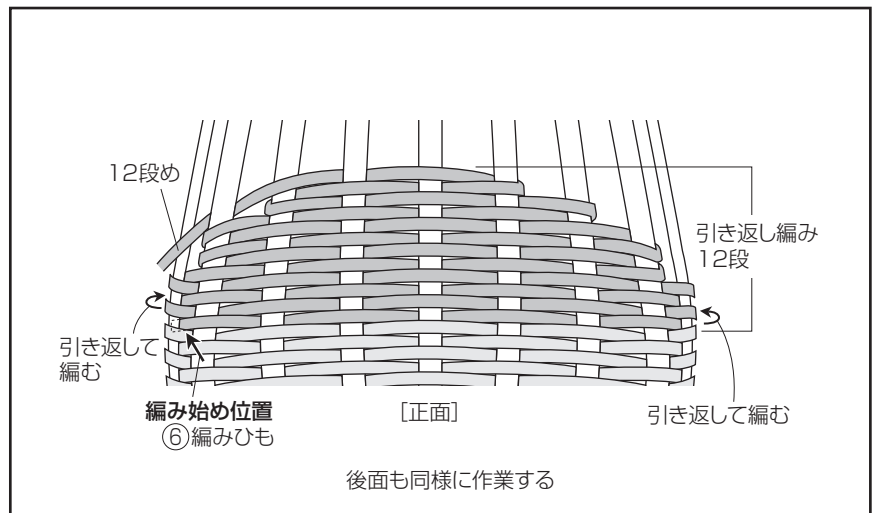 12段め
引き返し編み
12段
引き返して
編む
編み始め位置
⑥編みひも
［正面］
引き返して編む
後面も同様に作業する